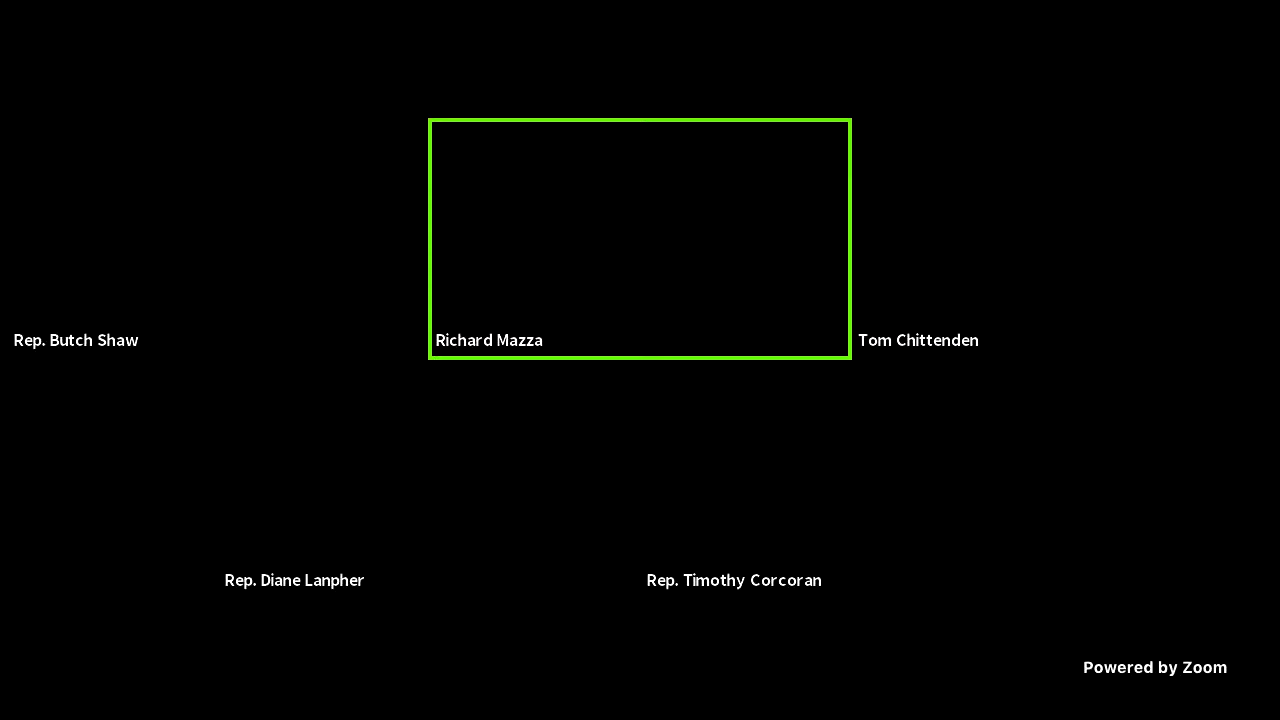 Rep. Butch Shaw
Richard Mazza
Tom Chittenden
Rep. Diane Lanpher
Rep. Timothy Corcoran
Powered by Zoom